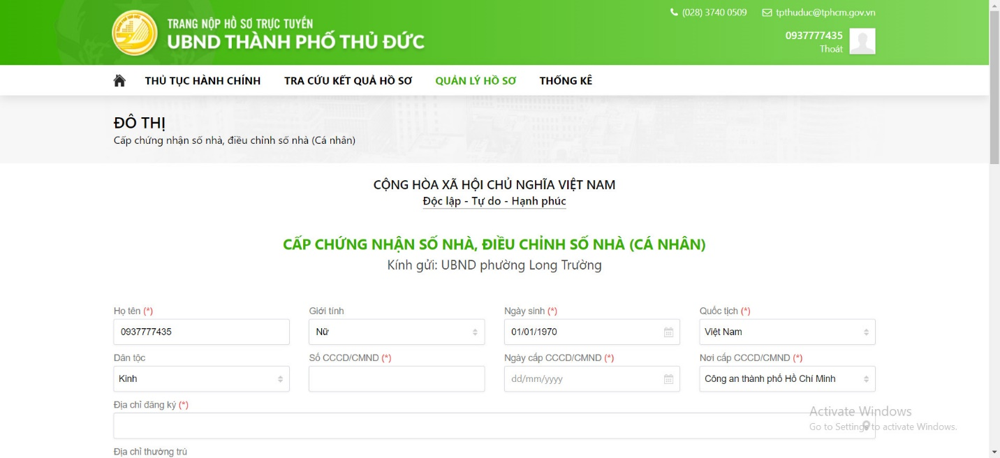 TRANG NỘP HỒ SƠ TRỰC TUYẾN
UBND THÀNH PHỐ THỦ ĐỨC
(028) 3740 0509 tpthuduc@tphcm.gov.vn
0937777435
Thoát
THỦ TỤC HÀNH CHÍNH TRA CỨU KẾT QUẢ HỒ SƠ QUẢN LÝ HỒ SƠ THỐNG KÊ
ĐÔ THỊ
Cấp chứng nhận số nhà, điều chỉnh số nhà (Cá nhân)
CỘNG HÒA XÃ HỘI CHỦ NGHĨA VIỆT NAM
Độc lập - Tự do - Hạnh phúc
CẤP CHỨNG NHẬN SỐ NHÀ, ĐIỀU CHỈNH SỐ NHÀ (CÁ NHÂN)
Kính gửi: UBND phường Long Trường
Họ tên (*) Giới tính Ngày sinh (*) Quốc tịch (*)
0937777435 Nữ 01/01/1970 Việt Nam
Dân tộc Số CCCD/CMND (*) Ngày cấp CCCD/CMND (*) Nơi cấp CCCD/CMND (*)
Kinh dd/mm/yyyy Công an thành phố Hồ Chí Minh
Địa chỉ đăng ký (*)
Activate Windows
Go to Settings to activate Windows.
Địa chỉ thường trú